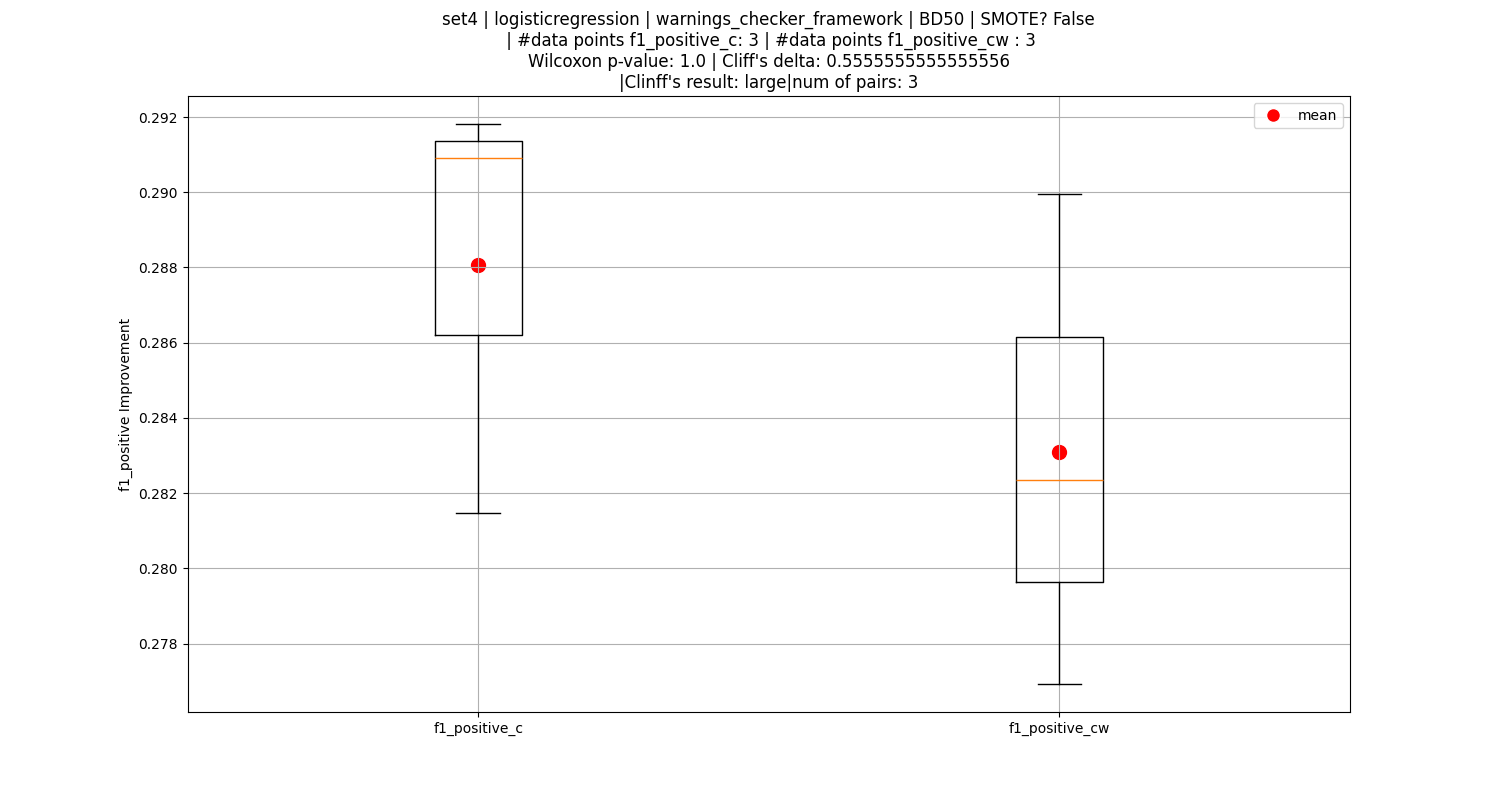 set4 | logisticregression | warnings_checker_framework | BD50 | SMOTE? False
| #data points f1_positive_c: 3 | #data points f1_positive_cw : 3
Wilcoxon p-value: 1.0 | Cliff's delta: 0.5555555555555556
|Clinff's result: large|num of pairs: 3
mean
0.292
0.290
0.288
0.286
0.284
0.282
0.280
0.278
f1_positive Improvement
f1_positive_c
f1_positive_cw